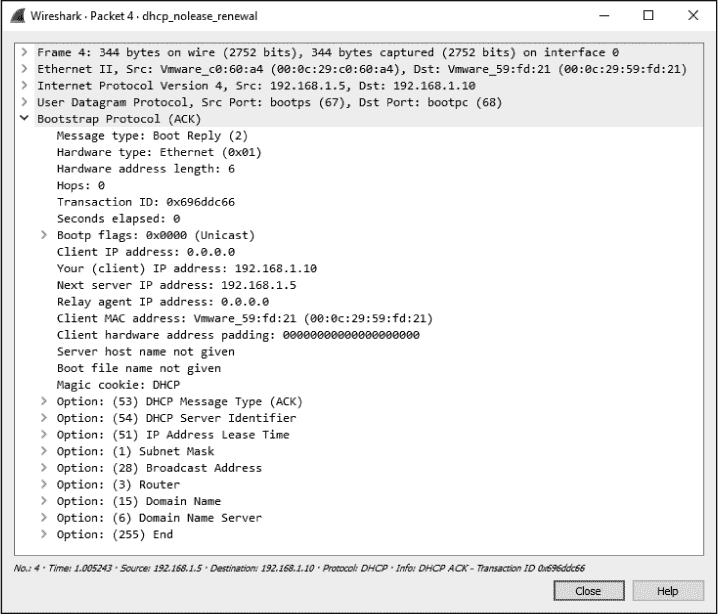 Wireshark · Packet 4 · dhcp_nolease_renewal
Frame 4: 344 bytes on wire (2752 bits), 344 bytes captured (2752 bits) on interface 0
Ethernet II, Src: Vmware_c0:60:a4 (00:0c:29:c0:60:a4), Dst: Vmware_59:fd:21 (00:0c:29:59:fd:21)
Internet Protocol Version 4, Src: 192.168.1.5, Dst: 192.168.1.10
User Datagram Protocol, Src Port: bootps (67), Dst Port: bootpc (68)
Bootstrap Protocol (ACK)
Message type: Boot Reply (2)
Hardware type: Ethernet (0x01)
Hardware address length: 6
Hops: 0
Transaction ID: 0x696ddc66
Seconds elapsed: 0
Bootp flags: 0x0000 (Unicast)
Client IP address: 0.0.0.0
Your (client) IP address: 192.168.1.10
Next server IP address: 192.168.1.5
Relay agent IP address: 0.0.0.0
Client MAC address: Vmware_59:fd:21 (00:0c:29:59:fd:21)
Client hardware address padding: 00000000000000000000
Server host name not given
Boot file name not given
Magic cookie: DHCP
Option: (53) DHCP Message Type (ACK)
Option: (54) DHCP Server Identifier
Option: (51) IP Address Lease Time
Option: (1) Subnet Mask
Option: (28) Broadcast Address
Option: (3) Router
Option: (15) Domain Name
Option: (6) Domain Name Server
Option: (255) End
No.: 4 · Time: 1.005243 · Source: 192.168.1.5 · Destination: 192.168.1.10 · Protocol: DHCP · Info: DHCP ACK - Transaction ID 0x696ddc66
Close Help